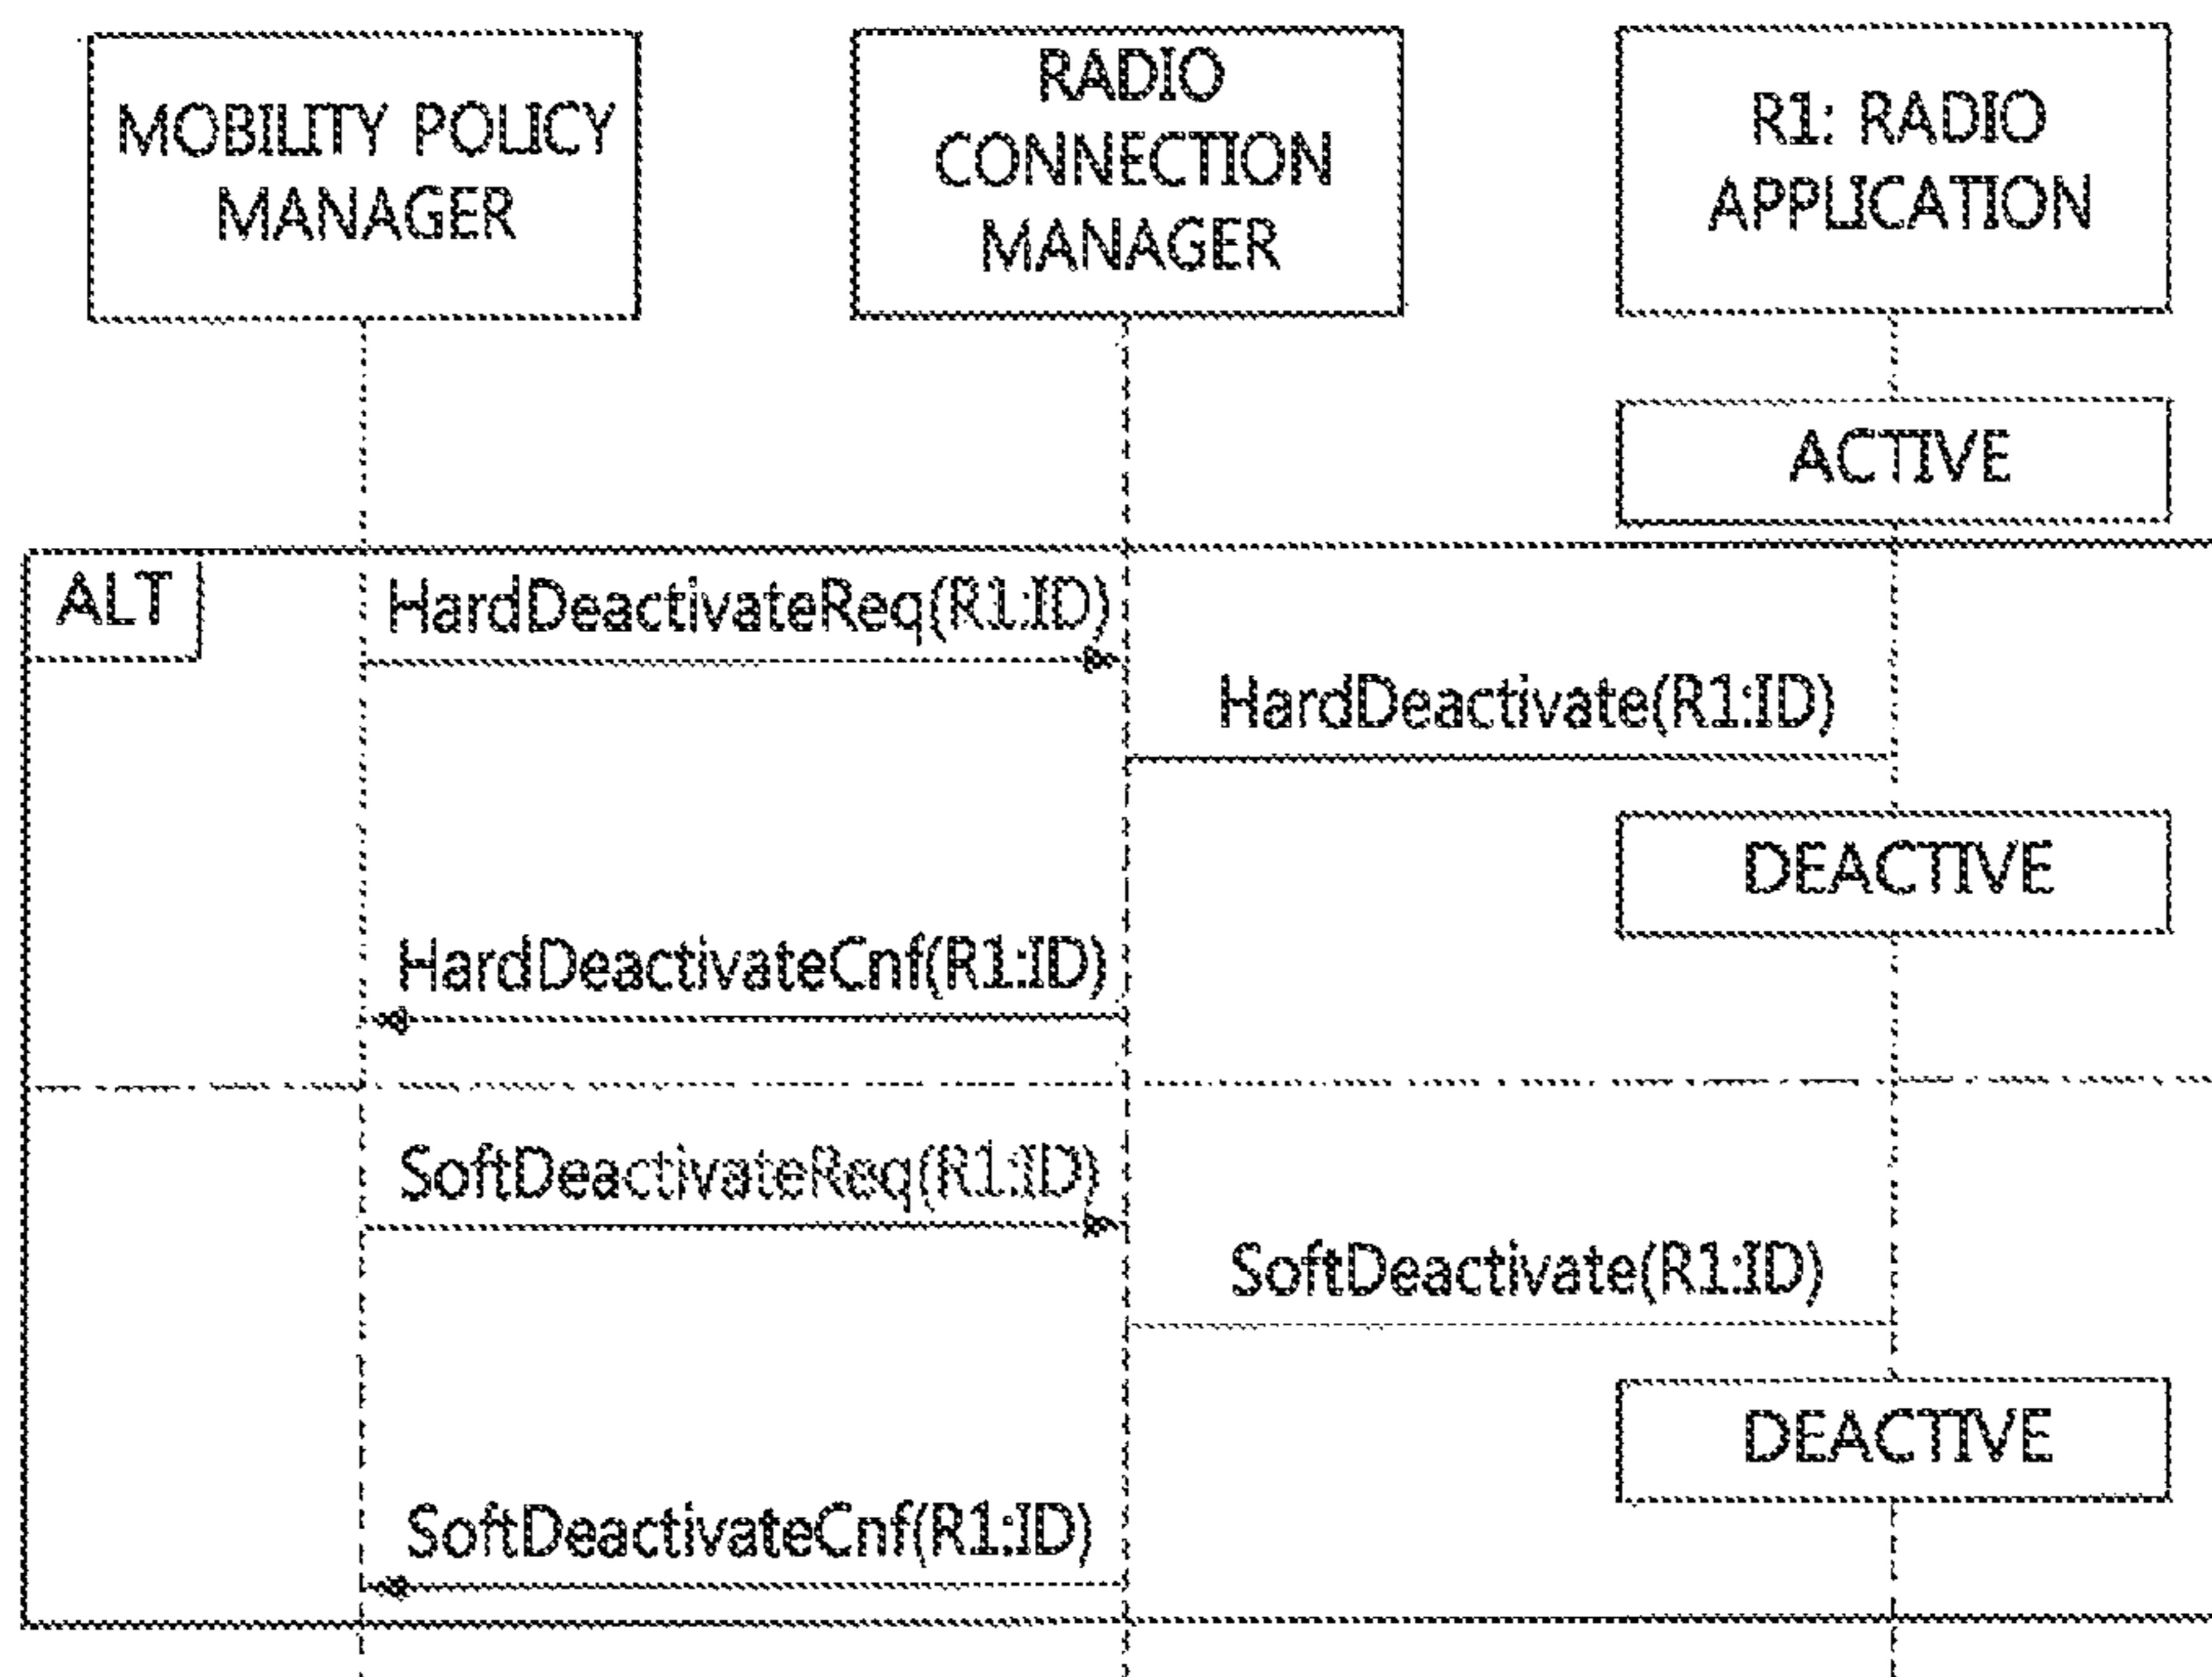 MOBILITY POLICY
MANAGER
RADIO
CONNECTION
MANAGER
R1: RADIO
APPLICATION
ACTIVE
ALT
HardDeactivateReq(R1:ID)
HardDeactivate(R1:ID)
DEACTIVE
HardDeactivateCnf(R1:ID)
SoftDeactivateReq(R1:ID)
SoftDeactivate(R1:ID)
DEACTIVE
SoftDeactivateCnf(R1:ID)